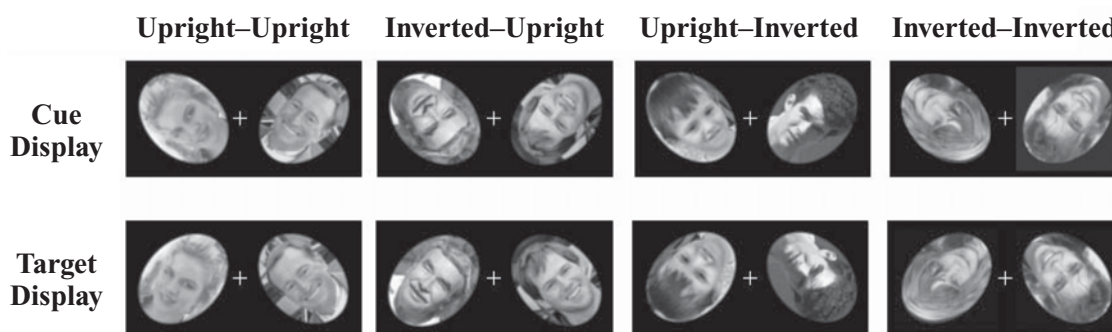 Upright–Upright Inverted–Upright Upright–Inverted Inverted–Inverted
Cue
Display
Target
Display